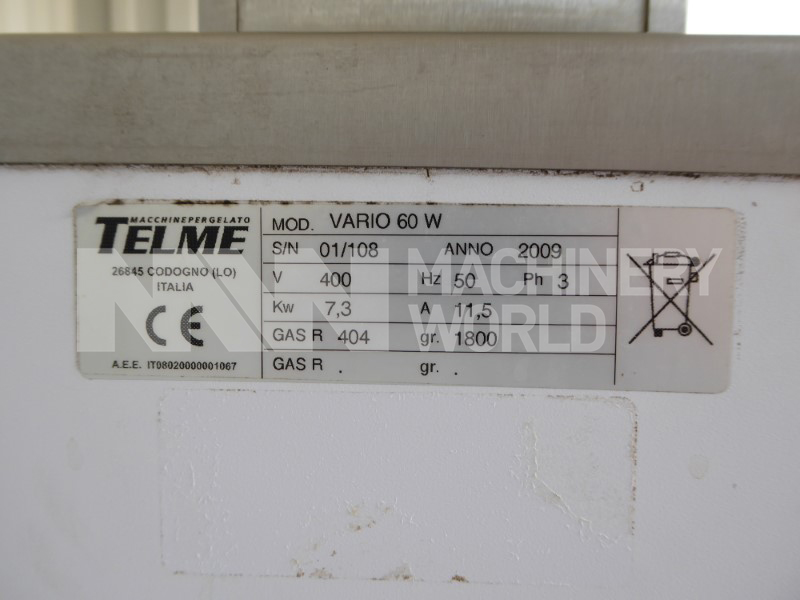 MACCHINEPERGELATO
TELME
26845 CODOGNO (LO)
ITALIA
CE
A.E.E. IT08020000001067
MOD. VARIO 60 W
S/N 01/108 ANNO 2009
V 400 Hz 50 Ph 3
Kw 7,3 A 11,5
GAS R 404 gr. 1800
GAS R . gr. .
MACHINERY
WORLD